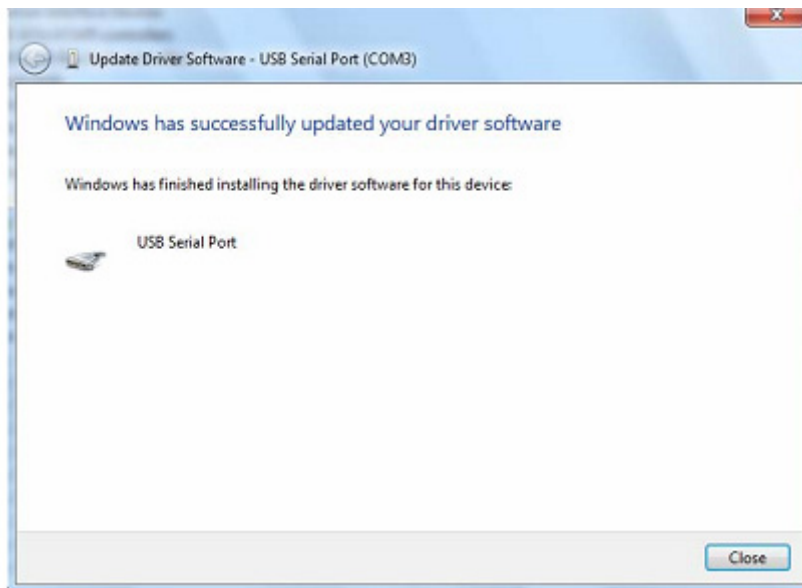 Update Driver Software - USB Serial Port (COM3)
Windows has successfully updated your driver software
Windows has finished installing the driver software for this device:
USB Serial Port
Close